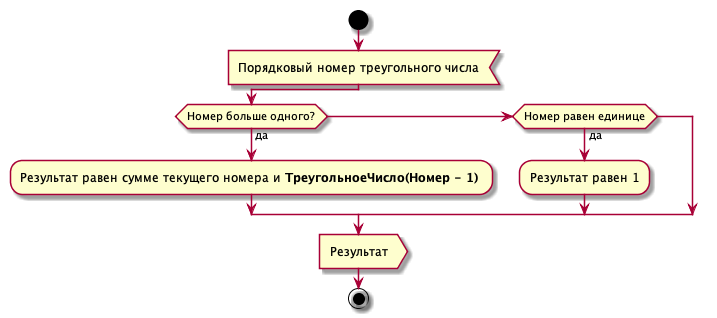 Порядковый номер треугольного числа
Номер больше одного?
Номер равен единице
да
да
Результат равен сумме текущего номера и ТреугольноеЧисло(Номер - 1)
Результат равен 1
Результат